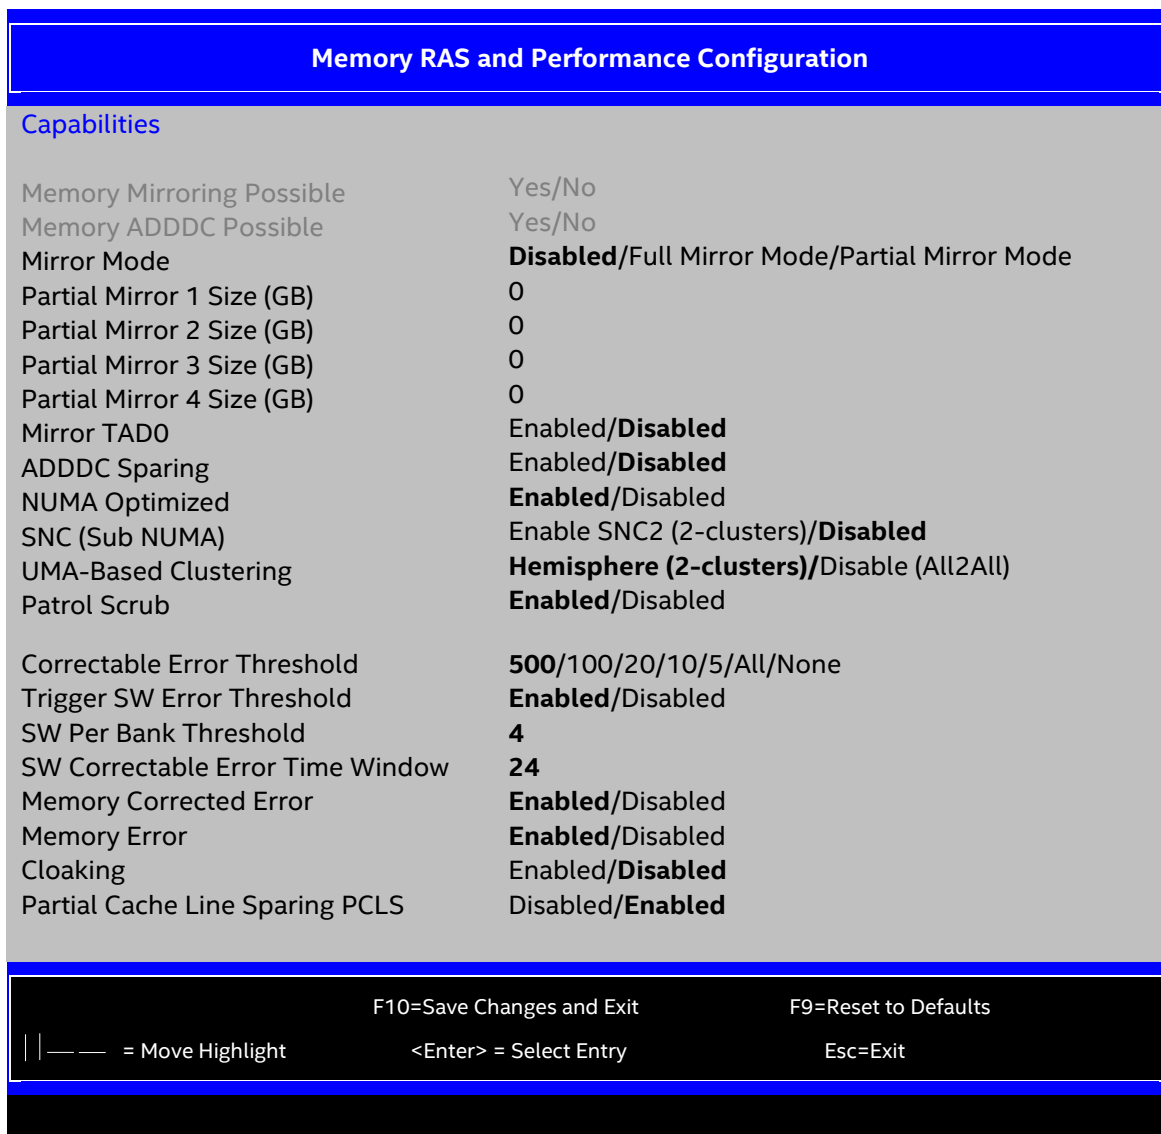 Memory RAS and Performance Configuration
Capabilities
Memory Mirroring Possible Yes/No
Memory ADDDC Possible Yes/No
Mirror Mode Disabled/Full Mirror Mode/Partial Mirror Mode
Partial Mirror 1 Size (GB) 0
Partial Mirror 2 Size (GB) 0
Partial Mirror 3 Size (GB) 0
Partial Mirror 4 Size (GB) 0
Mirror TAD0 Enabled/Disabled
ADDDC Sparing Enabled/Disabled
NUMA Optimized Enabled/Disabled
SNC (Sub NUMA) Enable SNC2 (2-clusters)/Disabled
UMA-Based Clustering Hemisphere (2-clusters)/Disable (All2All)
Patrol Scrub Enabled/Disabled
Correctable Error Threshold 500/100/20/10/5/All/None
Trigger SW Error Threshold Enabled/Disabled
SW Per Bank Threshold 4
SW Correctable Error Time Window 24
Memory Corrected Error Enabled/Disabled
Memory Error Enabled/Disabled
Cloaking Enabled/Disabled
Partial Cache Line Sparing PCLS Disabled/Enabled
F10=Save Changes and Exit F9=Reset to Defaults
= Move Highlight <Enter> = Select Entry Esc=Exit